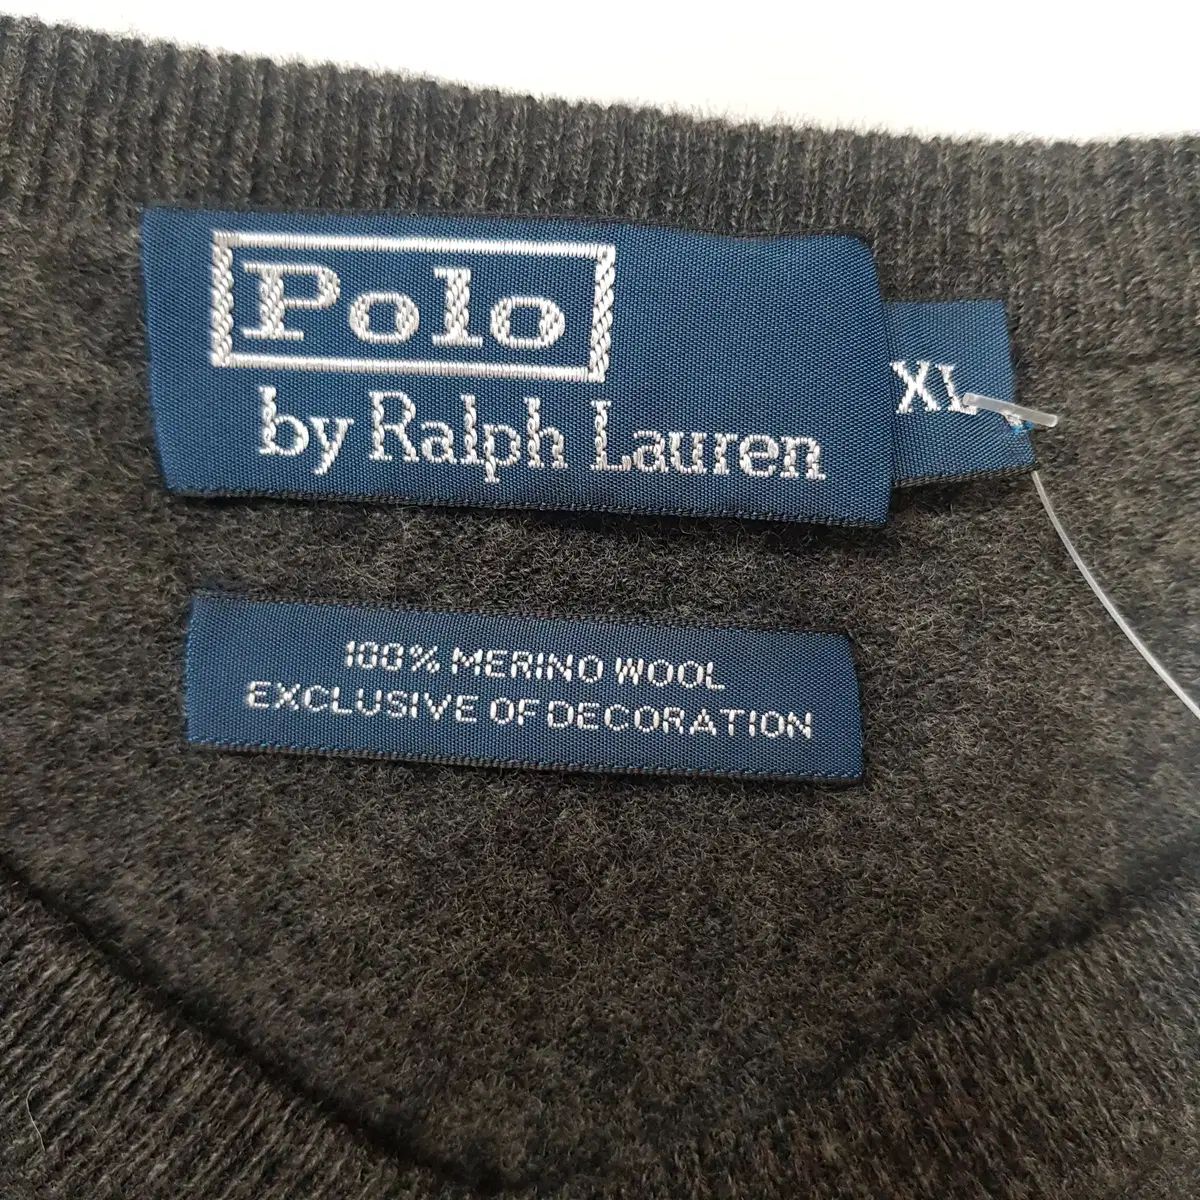 Polo
by Ralph Lauren
XL
100% MERINO WOOL
EXCLUSIVE OF DECORATION